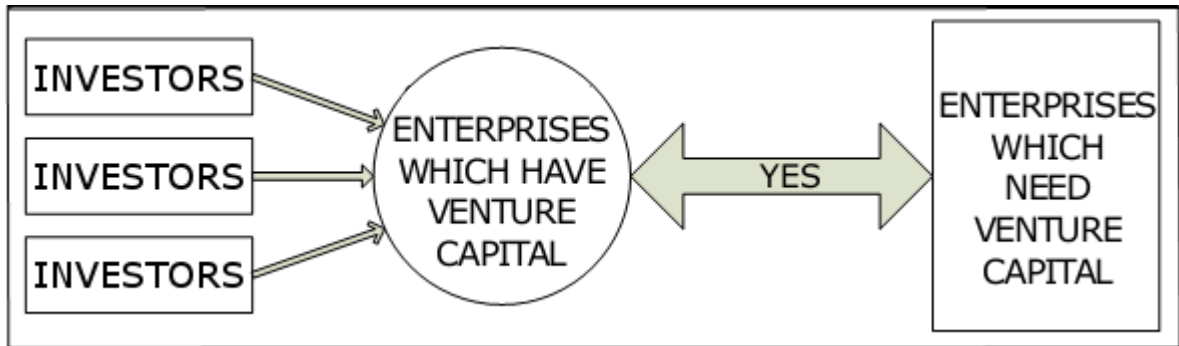 INVESTORS
INVESTORS
INVESTORS
ENTERPRISES
WHICH HAVE
VENTURE
CAPITAL
YES
ENTERPRISES
WHICH
NEED
VENTURE
CAPITAL